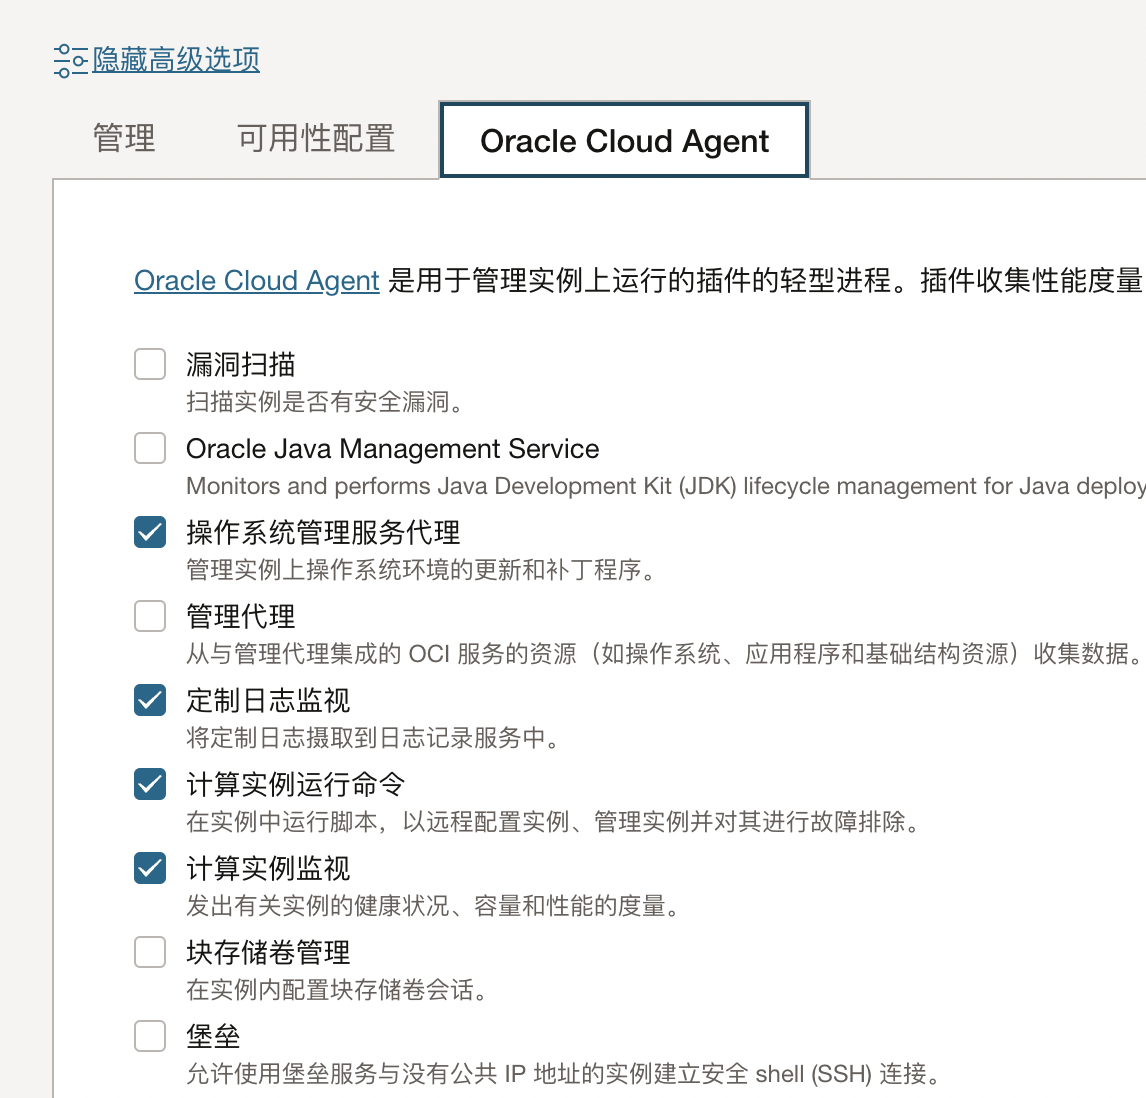 隐藏高级选项
管理
可用性配置
Oracle Cloud Agent
Oracle Cloud Agent 是用于管理实例上运行的插件的轻型进程。插件收集性能度量
漏洞扫描
扫描实例是否有安全漏洞。
Oracle Java Management Service
Monitors and performs Java Development Kit (JDK) lifecycle management for Java deploy
操作系统管理服务代理
管理实例上操作系统环境的更新和补丁程序。
管理代理
从与管理代理集成的 OCI 服务的资源（如操作系统、应用程序和基础结构资源）收集数据。
定制日志监视
将定制日志摄取到日志记录服务中。
计算实例运行命令
在实例中运行脚本，以远程配置实例、管理实例并对其进行故障排除。
计算实例监视
发出有关实例的健康状况、容量和性能的度量。
块存储卷管理
在实例内配置块存储卷会话。
堡垒
允许使用堡垒服务与没有公共 IP 地址的实例建立安全 shell (SSH) 连接。